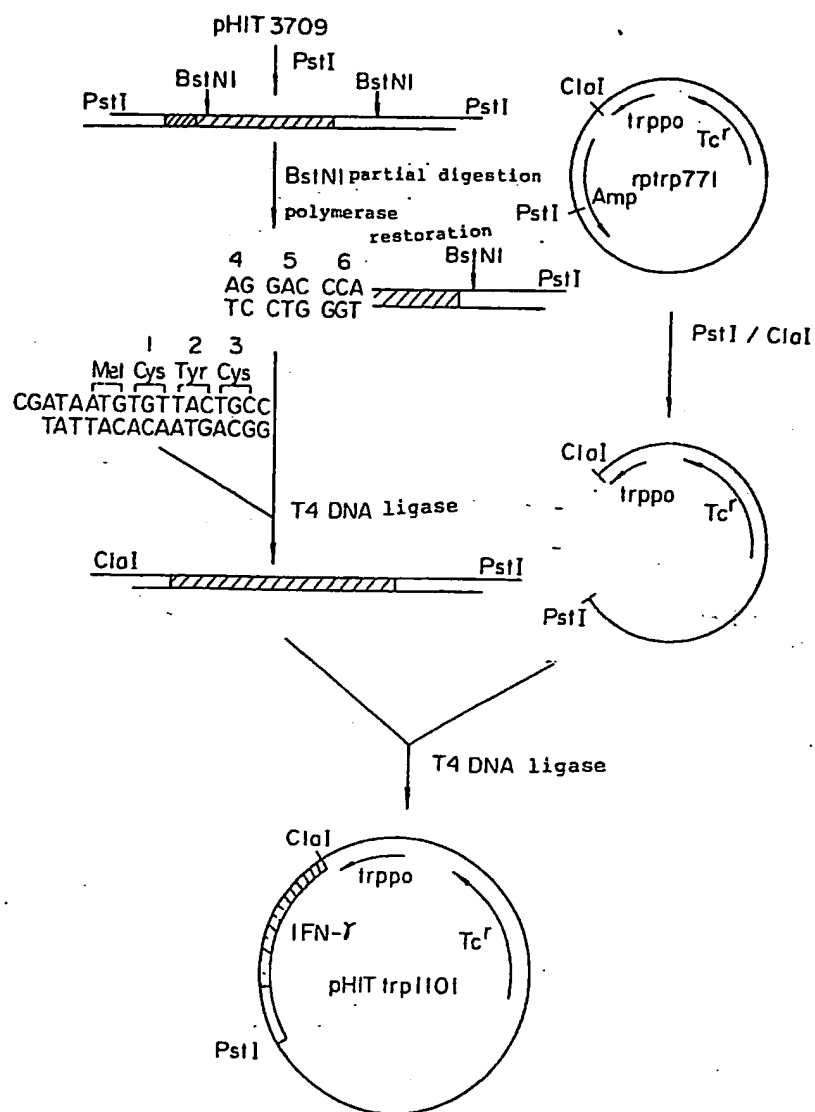 pHIT 3709
PstI
BstNI
BstNI
PstI
PstI
BstNI partial digestion
polymerase
restoration
4 5 6
AG GAC CCA
TC CTG GGT
BstNI
PstI
1 2 3
Met Cys Tyr Cys
CGATAATGTGTTACTGCC
TATTACACAATGACGG
T4 DNA ligase
ClaI
PstI
ClaI
trppo
Tcr
rptrp771
Amp
PstI
PstI / ClaI
ClaI
trppo
Tcr
PstI
T4 DNA ligase
ClaI
trppo
IFN-γ
Tcr
pHIT trp1101
PstI